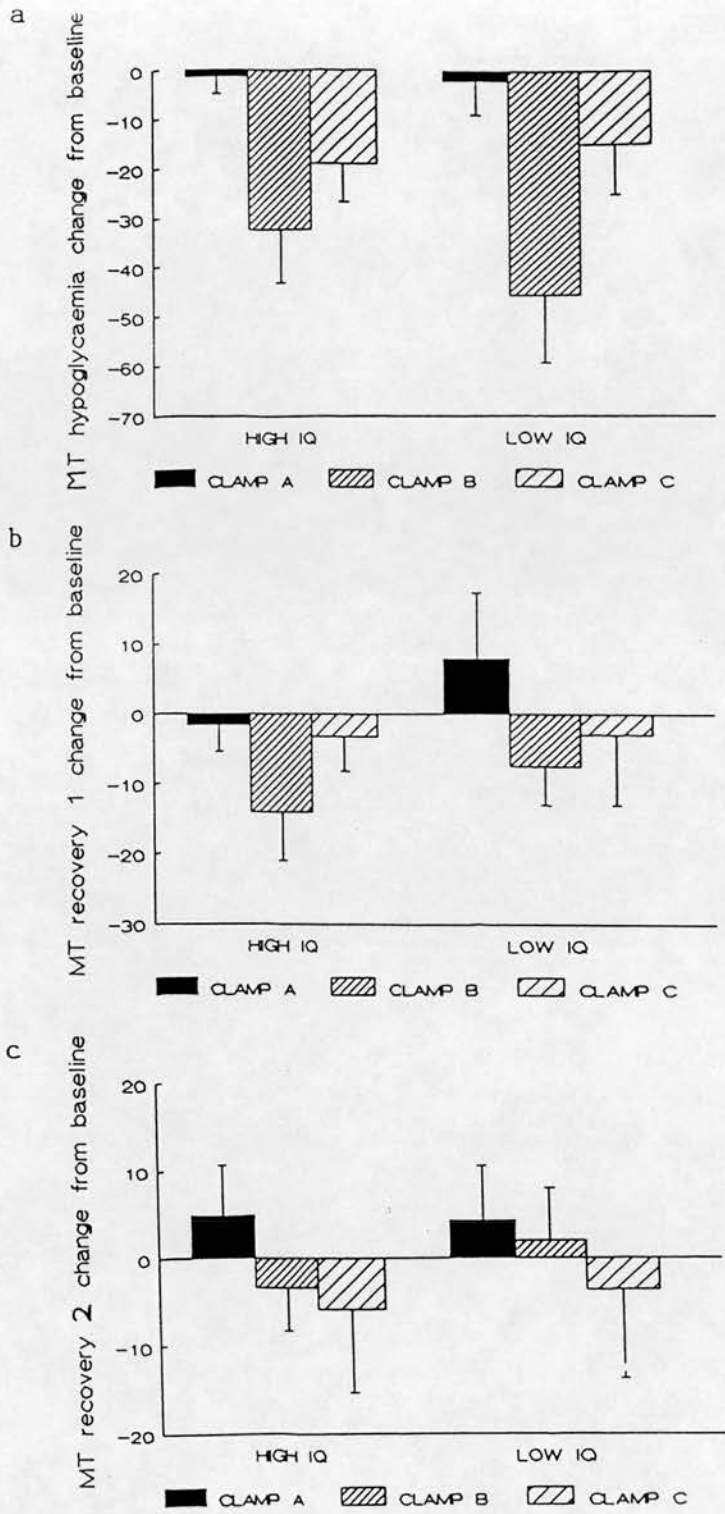 a
MT hypoglycaemia change from baseline
0
-10
-20
-30
-40
-50
-60
-70
HIGH IQ LOW IQ
CLAMP A CLAMP B CLAMP C
b
MT recovery 1 change from baseline
20
10
0
-10
-20
-30
HIGH IQ LOW IQ
CLAMP A CLAMP B CLAMP C
c
MT recovery 2 change from baseline
20
10
0
-10
-20
HIGH IQ LOW IQ
CLAMP A CLAMP B CLAMP C